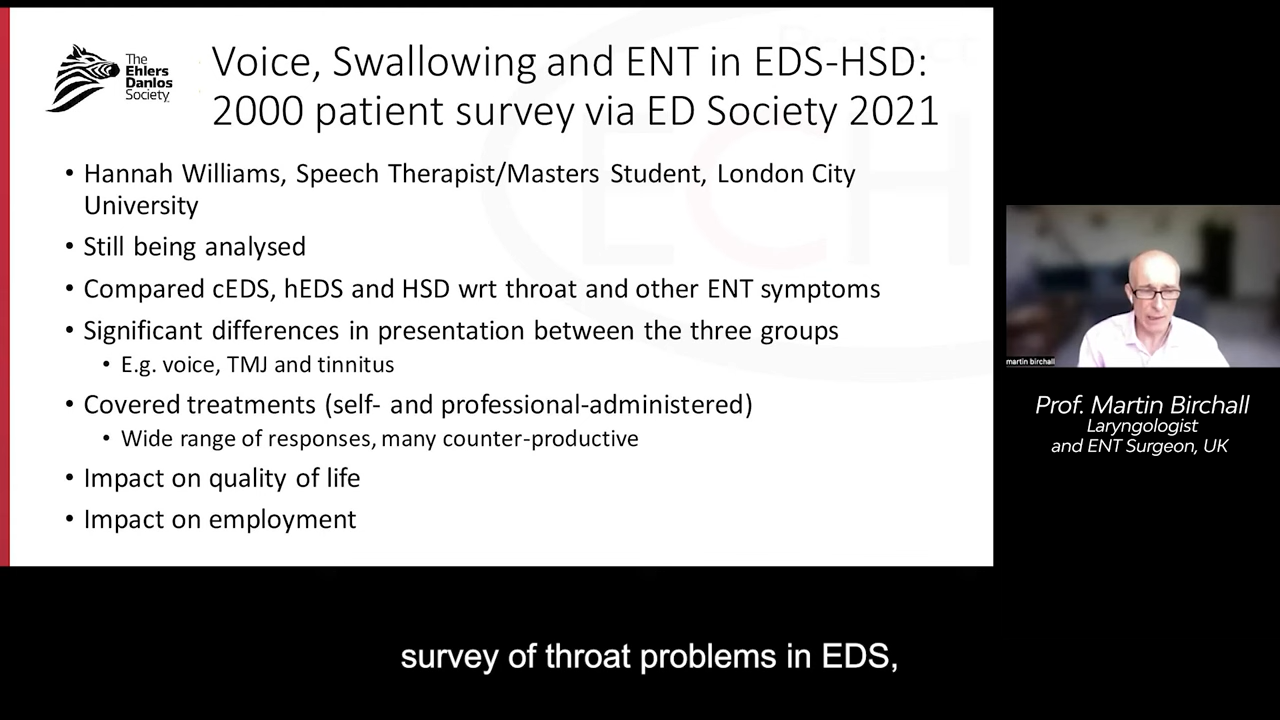 The
Ehlers
Danlos
Society
Voice, Swallowing and ENT in EDS-HSD:
2000 patient survey via ED Society 2021
• Hannah Williams, Speech Therapist/Masters Student, London City
University
• Still being analysed
• Compared cEDS, hEDS and HSD wrt throat and other ENT symptoms
• Significant differences in presentation between the three groups
• E.g. voice, TMJ and tinnitus
• Covered treatments (self- and professional-administered)
• Wide range of responses, many counter-productive
• Impact on quality of life
• Impact on employment
martin birchall
Prof. Martin Birchall
Laryngologist
and ENT Surgeon, UK
survey of throat problems in EDS,